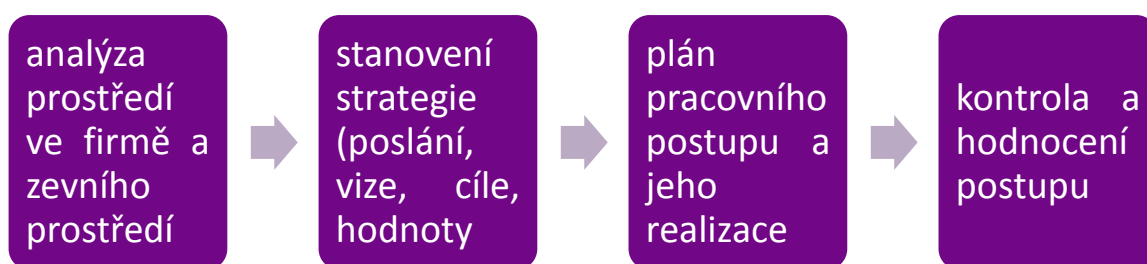 analýza
prostředí
ve firmě a
zevního
prostředí
stanovení
strategie
(poslání,
vize, cíle,
hodnoty
plán
pracovního
postupu a
jeho
realizace
kontrola a
hodnocení
postupu